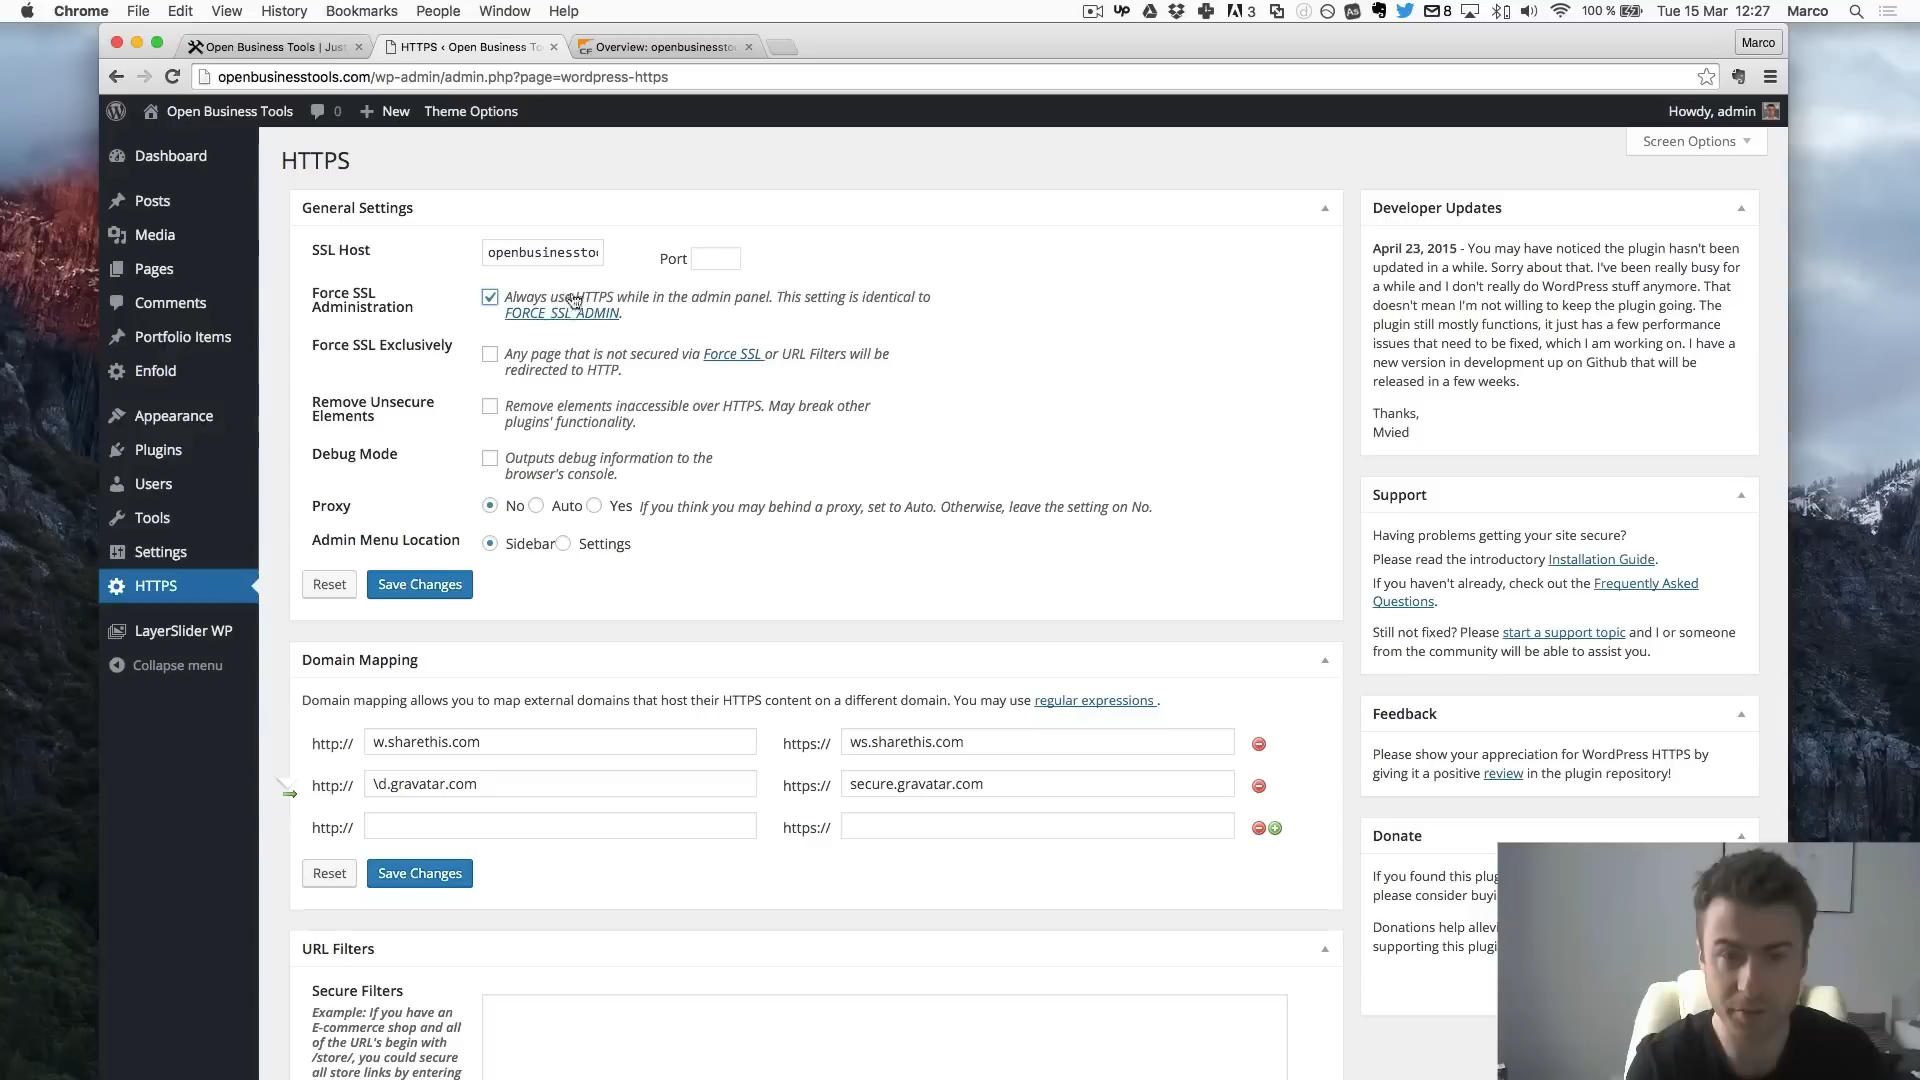 Chrome File Edit View History Bookmarks People Window Help
3 8 100 % Tue 15 Mar 12:27 Marco
Open Business Tools | Just HTTPS ‹ Open Business To Overview: openbusinessto Marco
openbusinesstools.com/wp-admin/admin.php?page=wordpress-https
Open Business Tools 0 New Theme Options Howdy, admin
Screen Options
Dashboard
Posts
Media
Pages
Comments
Portfolio Items
Enfold
Appearance
Plugins
Users
Tools
Settings
HTTPS
LayerSlider WP
Collapse menu
HTTPS
General Settings
SSL Host openbusinesstoo Port
Force SSL Administration
Always use HTTPS while in the admin panel. This setting is identical to
FORCE_SSL_ADMIN.
Force SSL Exclusively
Any page that is not secured via Force SSL or URL Filters will be
redirected to HTTP.
Remove Unsecure Elements
Remove elements inaccessible over HTTPS. May break other
plugins' functionality.
Debug Mode
Outputs debug information to the
browser's console.
Proxy No Auto Yes If you think you may behind a proxy, set to Auto. Otherwise, leave the setting on No.
Admin Menu Location Sidebar Settings
Reset Save Changes
Domain Mapping
Domain mapping allows you to map external domains that host their HTTPS content on a different domain. You may use regular expressions .
http:// w.sharethis.com https:// ws.sharethis.com
http:// \d.gravatar.com https:// secure.gravatar.com
http:// https://
Reset Save Changes
URL Filters
Secure Filters
Example: If you have an
E-commerce shop and all
of the URL's begin with
/store/, you could secure
all store links by entering
Developer Updates
April 23, 2015 - You may have noticed the plugin hasn't been
updated in a while. Sorry about that. I've been really busy for
a while and I don't really do WordPress stuff anymore. That
doesn't mean I'm not willing to keep the plugin going. The
plugin still mostly functions, it just has a few performance
issues that need to be fixed, which I am working on. I have a
new version in development up on Github that will be
released in a few weeks.
Thanks,
Mvied
Support
Having problems getting your site secure?
Please read the introductory Installation Guide.
If you haven't already, check out the Frequently Asked
Questions.
Still not fixed? Please start a support topic and I or someone
from the community will be able to assist you.
Feedback
Please show your appreciation for WordPress HTTPS by
giving it a positive review in the plugin repository!
Donate
If you found this plug
please consider buyi
Donations help allevi
supporting this plugi